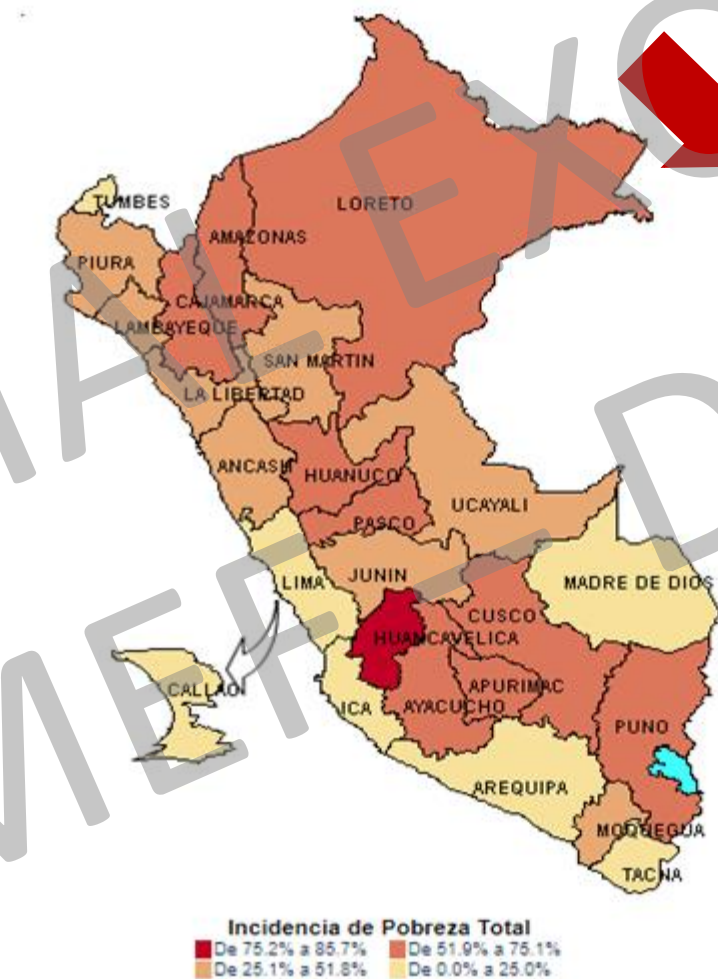 TUMBES
LORETO
AMAZONAS
PIURA
CAJAMARCA
LAMBAYEQUE
SAN MARTIN
LA LIBERTAD
ANCASH
HUANUCO
UCAYALI
PASCO
JUNIN
LIMA
MADRE DE DIOS
CUSCO
HUANCAVELICA
CALLAO
APURIMAC
ICA
AYACUCHO
PUNO
AREQUIPA
MOQUEGUA
TACNA
Incidencia de Pobreza Total
De 75.2% a 85.7% De 51.9% a 75.1%
De 25.1% a 51.8% De 0.0% a 25.0%